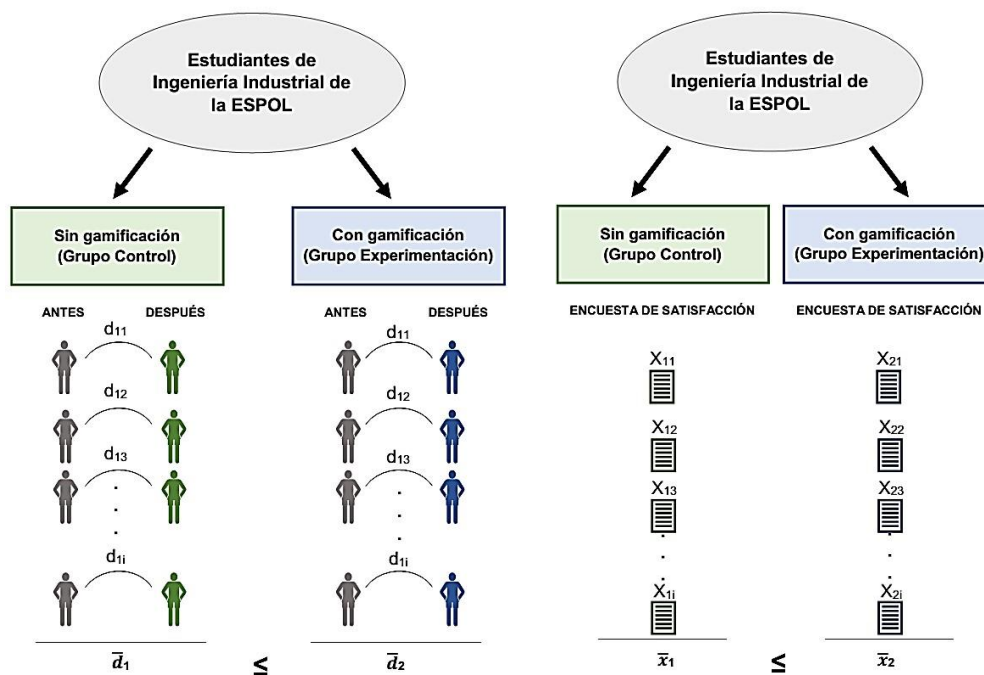 Estudiantes de
Ingeniería Industrial de
la ESPOL
Sin gamificación
(Grupo Control)
Con gamificación
(Grupo Experimentación)
ANTES
DESPUÉS
ANTES
DESPUÉS
d11
d11
d12
d12
d13
d13
d1i
d1i
d̅1
≤
d̅2
Estudiantes de
Ingeniería Industrial de
la ESPOL
Sin gamificación
(Grupo Control)
Con gamificación
(Grupo Experimentación)
ENCUESTA DE SATISFACCIÓN
ENCUESTA DE SATISFACCIÓN
X11
X21
X12
X22
X13
X23
X1i
X2i
x̅1
≤
x̅2